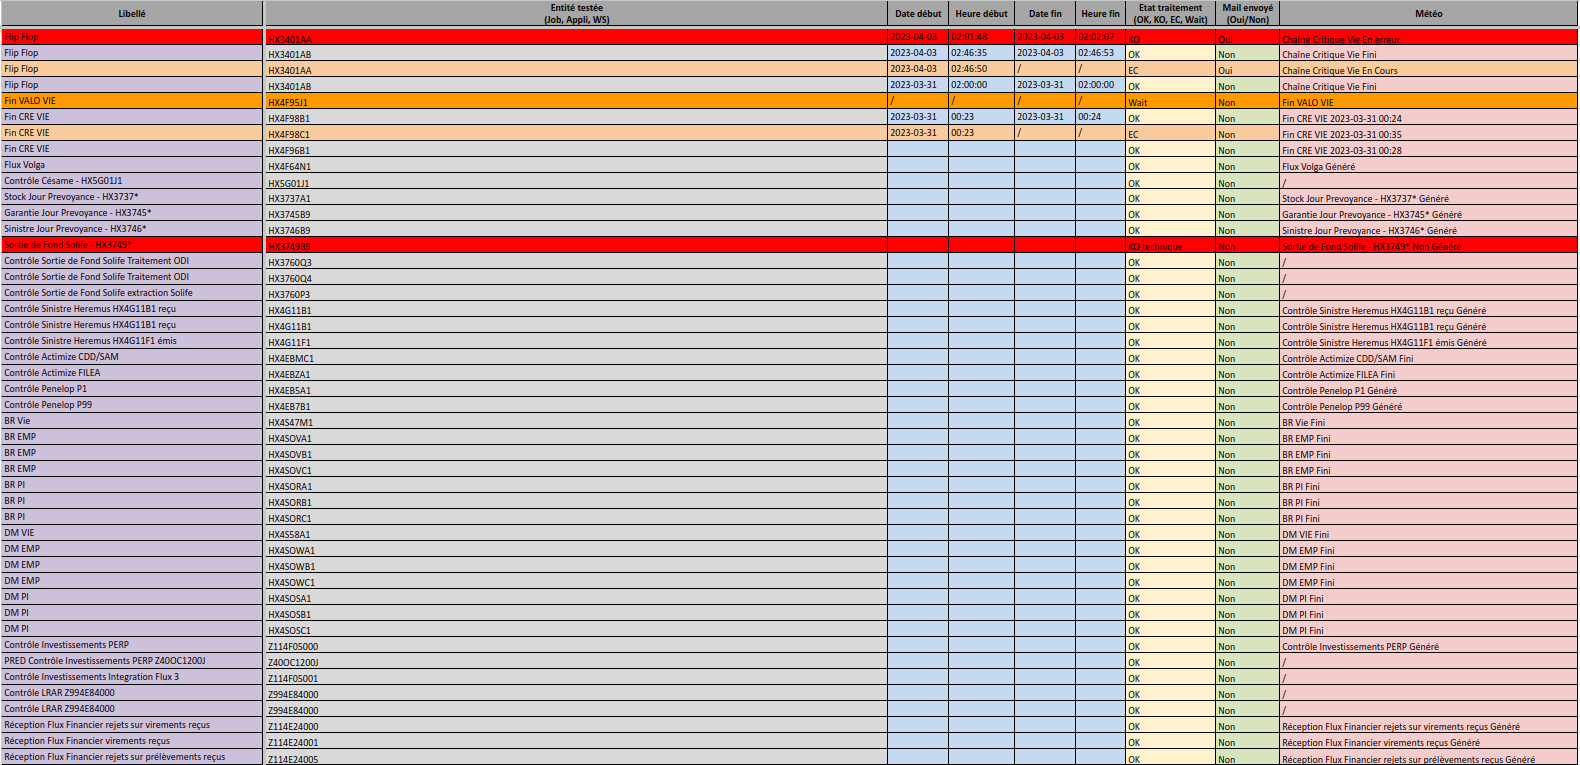 Libellé Entité testée (Job, Appli, WS) Date début Heure début Date fin Heure fin Etat traitement (OK, KO, EC, Wait) Mail envoyé (Oui/Non) Météo
Flip Flop HX3401AA 2023-04-03 02:01:48 2023-04-03 02:02:07 KO Oui Chaîne Critique Vie En erreur
Flip Flop HX3401AB 2023-04-03 02:46:35 2023-04-03 02:46:53 OK Non Chaîne Critique Vie Fini
Flip Flop HX3401AA 2023-04-03 02:46:50 / / EC Oui Chaîne Critique Vie En Cours
Flip Flop HX3401AB 2023-03-31 02:00:00 2023-03-31 02:00:00 OK Non Chaîne Critique Vie Fini
Fin VALO VIE HX4F95J1 / / / / Wait Non Fin VALO VIE
Fin CRE VIE HX4F98B1 2023-03-31 00:23 2023-03-31 00:24 OK Non Fin CRE VIE 2023-03-31 00:24
Fin CRE VIE HX4F98C1 2023-03-31 00:23 / / EC Non Fin CRE VIE 2023-03-31 00:35
Fin CRE VIE HX4F96B1 OK Non Fin CRE VIE 2023-03-31 00:28
Flux Volga HX4F64N1 OK Non Flux Volga Généré
Contrôle Césame - HX5G01J1 HX5G01J1 OK Non /
Stock Jour Prevoyance - HX3737* HX3737A1 OK Non Stock Jour Prevoyance - HX3737* Généré
Garantie Jour Prevoyance - HX3745* HX3745B9 OK Non Garantie Jour Prevoyance - HX3745* Généré
Sinistre Jour Prevoyance - HX3746* HX3746B9 OK Non Sinistre Jour Prevoyance - HX3746* Généré
Sortie de Fond Solife - HX3749* HX3749B9 KO technique Non Sortie de Fond Solife - HX3749* Non Généré
Contrôle Sortie de Fond Solife Traitement ODI HX3760Q3 OK Non /
Contrôle Sortie de Fond Solife Traitement ODI HX3760Q4 OK Non /
Contrôle Sortie de Fond Solife extraction Solife HX3760P3 OK Non /
Contrôle Sinistre Heremus HX4G11B1 reçu HX4G11B1 OK Non Contrôle Sinistre Heremus HX4G11B1 reçu Généré
Contrôle Sinistre Heremus HX4G11B1 reçu HX4G11B1 OK Non Contrôle Sinistre Heremus HX4G11B1 reçu Généré
Contrôle Sinistre Heremus HX4G11F1 émis HX4G11F1 OK Non Contrôle Sinistre Heremus HX4G11F1 émis Généré
Contrôle Actimize CDD/SAM HX4EBMC1 OK Non Contrôle Actimize CDD/SAM Fini
Contrôle Actimize FILEA HX4EBZA1 OK Non Contrôle Actimize FILEA Fini
Contrôle Penelop P1 HX4EB5A1 OK Non Contrôle Penelop P1 Généré
Contrôle Penelop P99 HX4EB7B1 OK Non Contrôle Penelop P99 Généré
BR Vie HX4S47M1 OK Non BR Vie Fini
BR EMP HX4SOVA1 OK Non BR EMP Fini
BR EMP HX4SOVB1 OK Non BR EMP Fini
BR EMP HX4SOVC1 OK Non BR EMP Fini
BR PI HX4SORA1 OK Non BR PI Fini
BR PI HX4SORB1 OK Non BR PI Fini
BR PI HX4SORC1 OK Non BR PI Fini
DM VIE HX4S58A1 OK Non DM VIE Fini
DM EMP HX4SOWA1 OK Non DM EMP Fini
DM EMP HX4SOWB1 OK Non DM EMP Fini
DM EMP HX4SOWC1 OK Non DM EMP Fini
DM PI HX4SOSA1 OK Non DM PI Fini
DM PI HX4SOSB1 OK Non DM PI Fini
DM PI HX4SOSC1 OK Non DM PI Fini
Contrôle Investissements PERP Z114F05000 OK Non Contrôle Investissements PERP Généré
PRED Contrôle Investissements PERP Z40OC1200J Z40OC1200J OK Non /
Contrôle Investissements Integration Flux 3 Z114F05001 OK Non /
Contrôle LRAR Z994E84000 Z994E84000 OK Non /
Contrôle LRAR Z994E84000 Z994E84000 OK Non /
Réception Flux Financier rejets sur virements reçus Z114E24000 OK Non Réception Flux Financier rejets sur virements reçus Généré
Réception Flux Financier virements reçus Z114E24001 OK Non Réception Flux Financier virements reçus Généré
Réception Flux Financier rejets sur prélèvements reçus Z114E24005 OK Non Réception Flux Financier rejets sur prélèvements reçus Généré